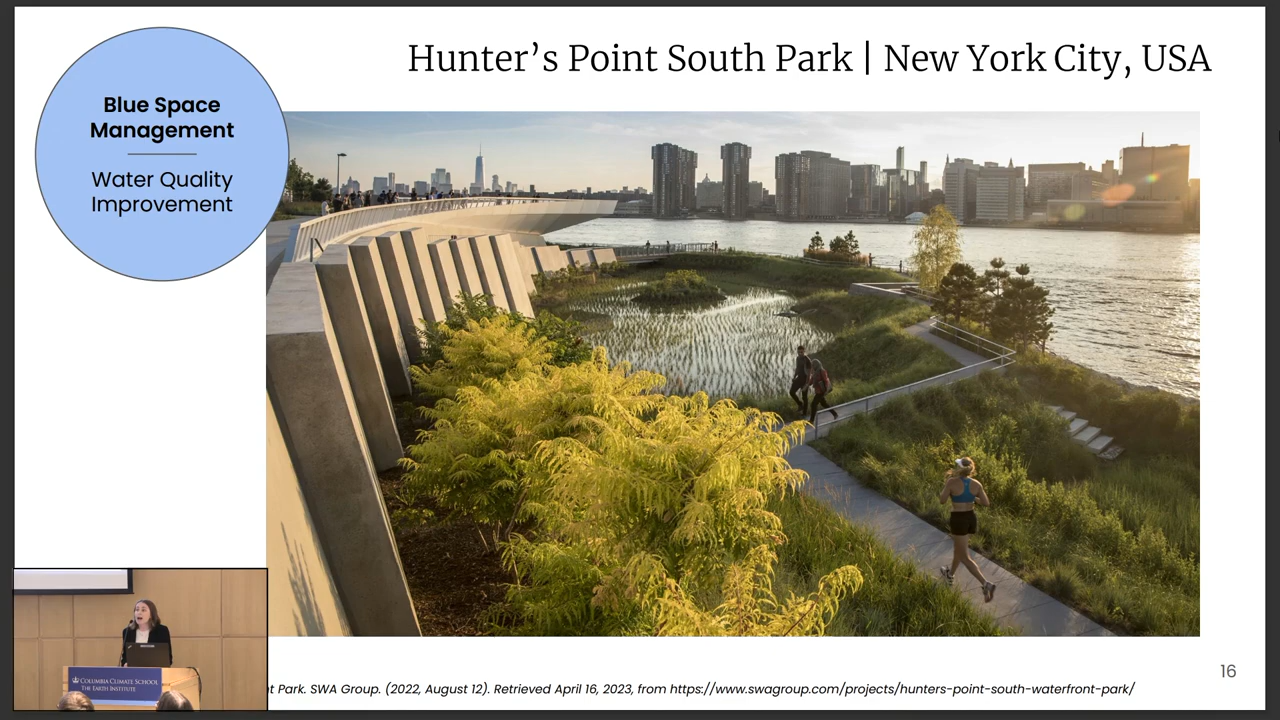 Hunter’s Point South Park | New York City, USA
Blue Space
Management
Water Quality
Improvement
COLUMBIA CLIMATE SCHOOL
THE EARTH INSTITUTE
16
Park. SWA Group. (2022, August 12). Retrieved April 16, 2023, from https://www.swagroup.com/projects/hunters-point-south-waterfront-park/